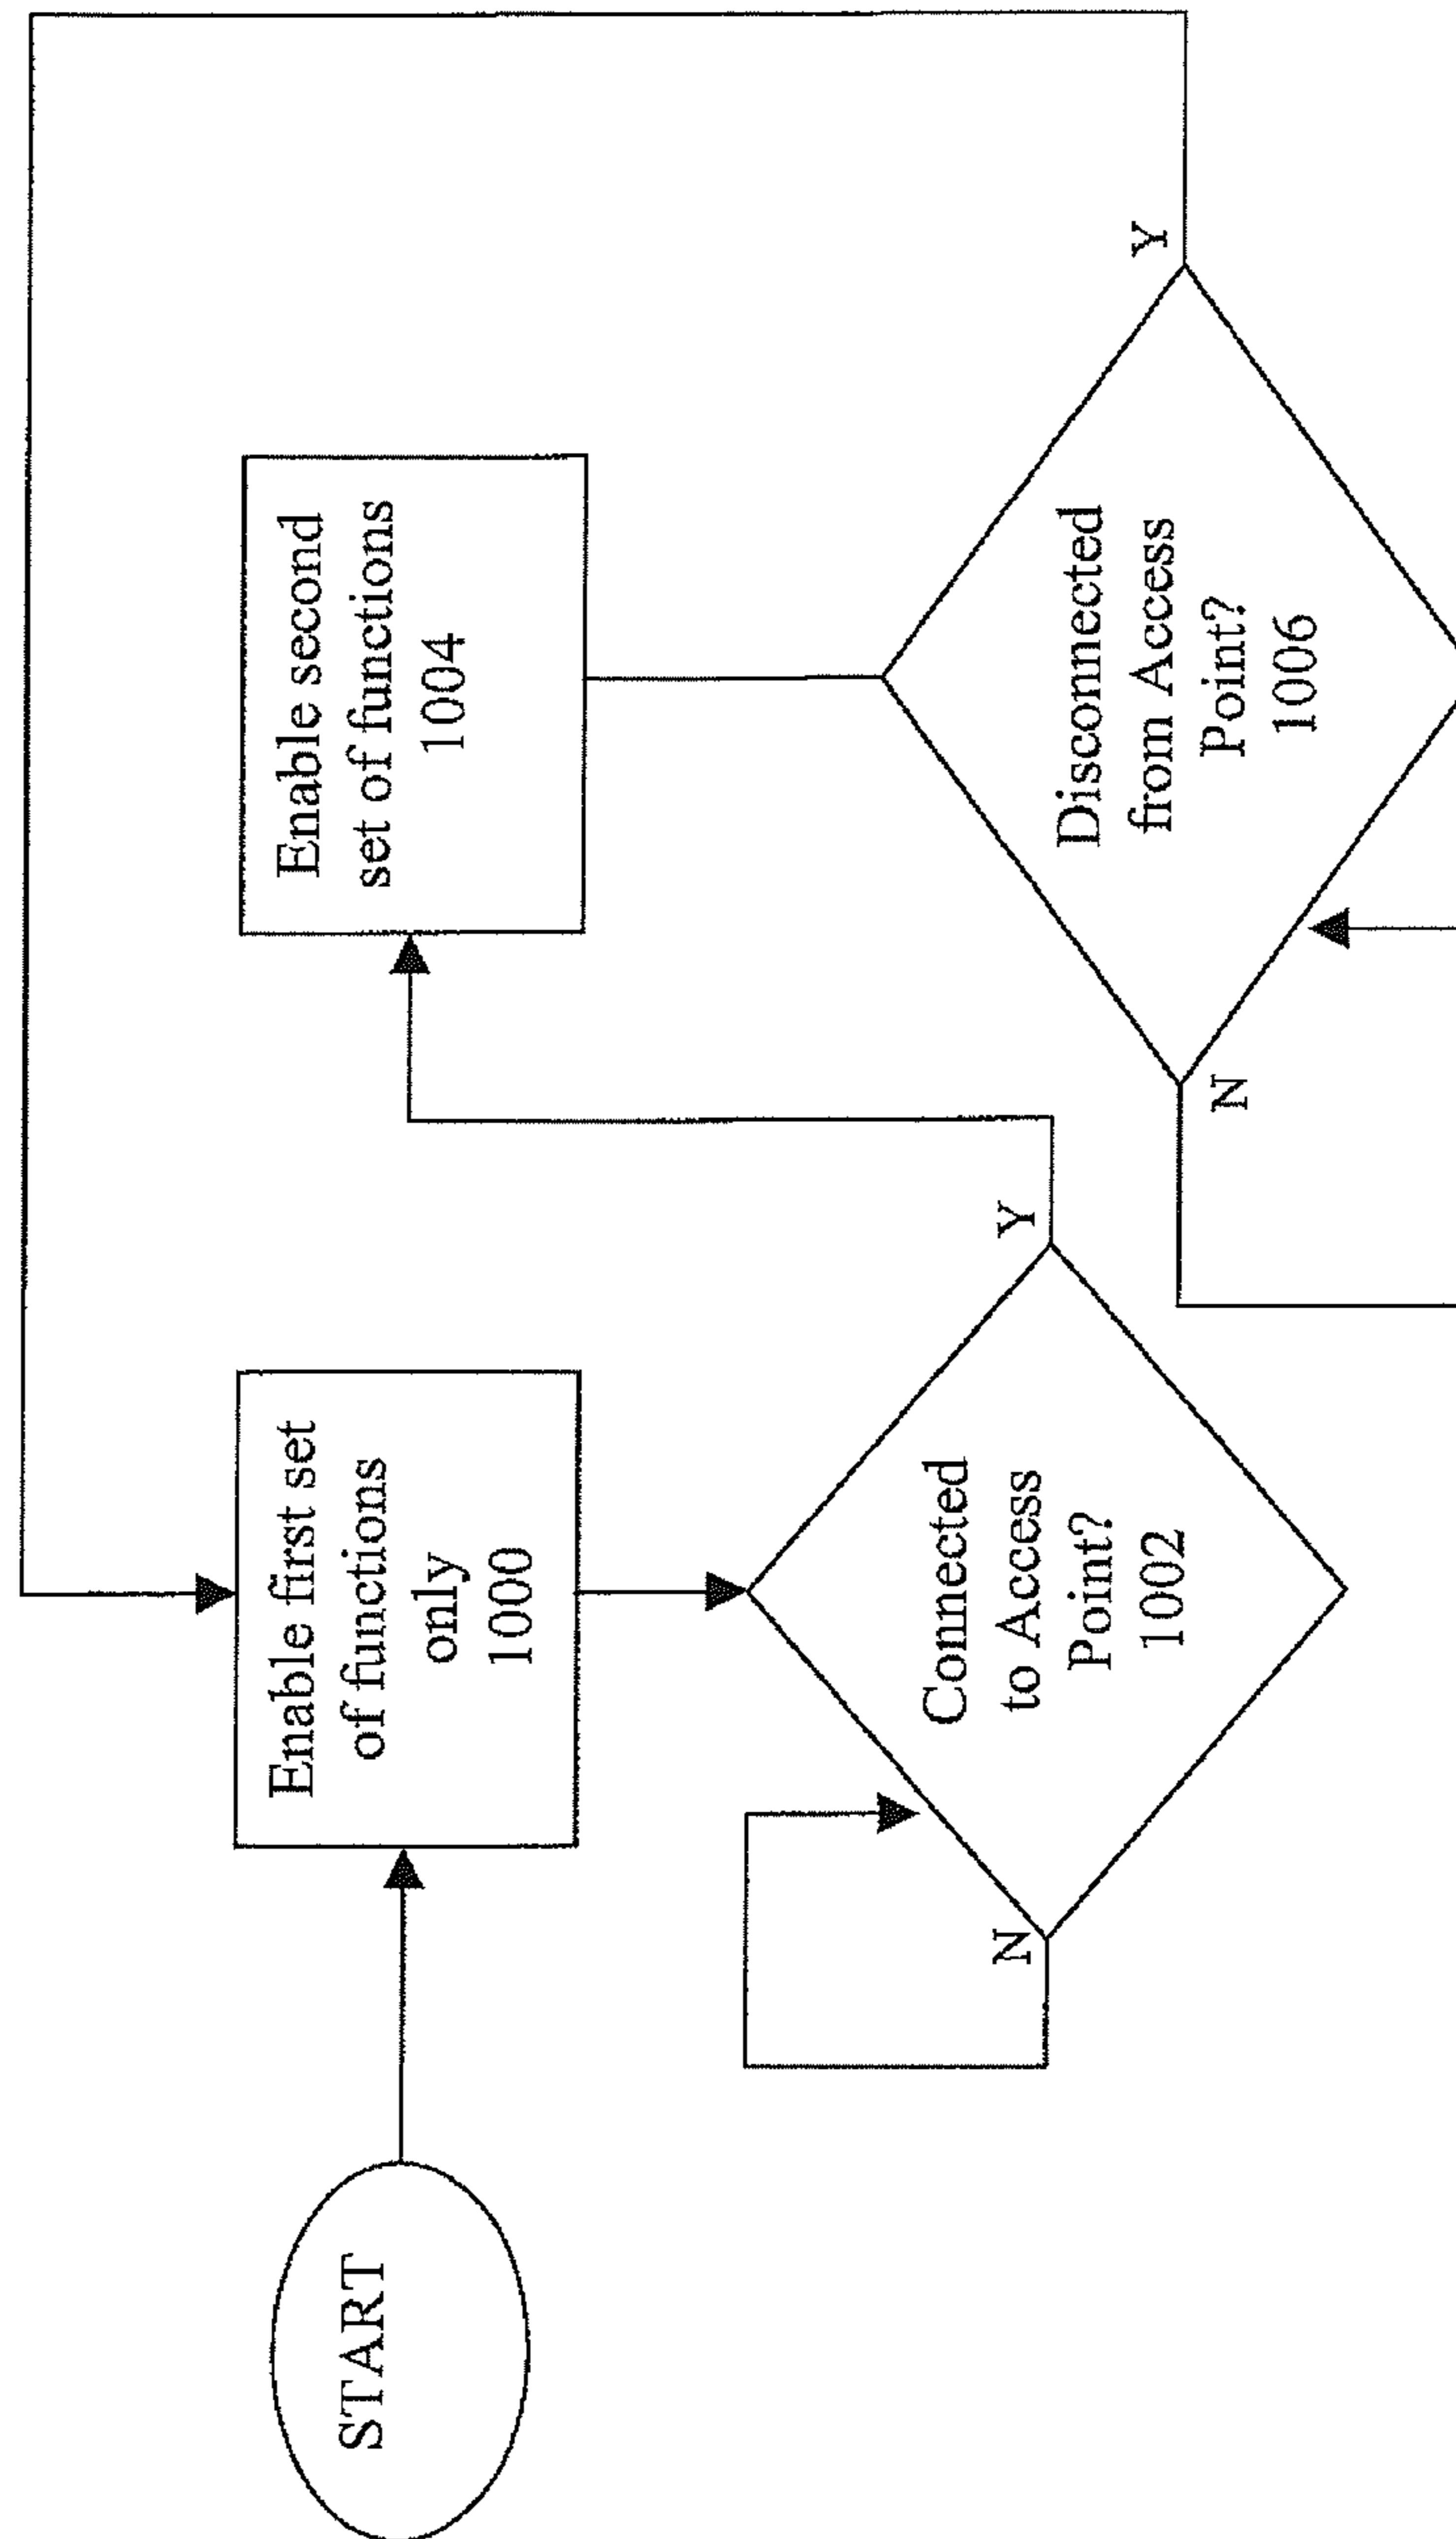 START
Enable first set
of functions
only
1000
Connected
to Access
Point?
1002
N
Y
Enable second
set of functions
1004
Disconnected
from Access
Point?
1006
N
Y